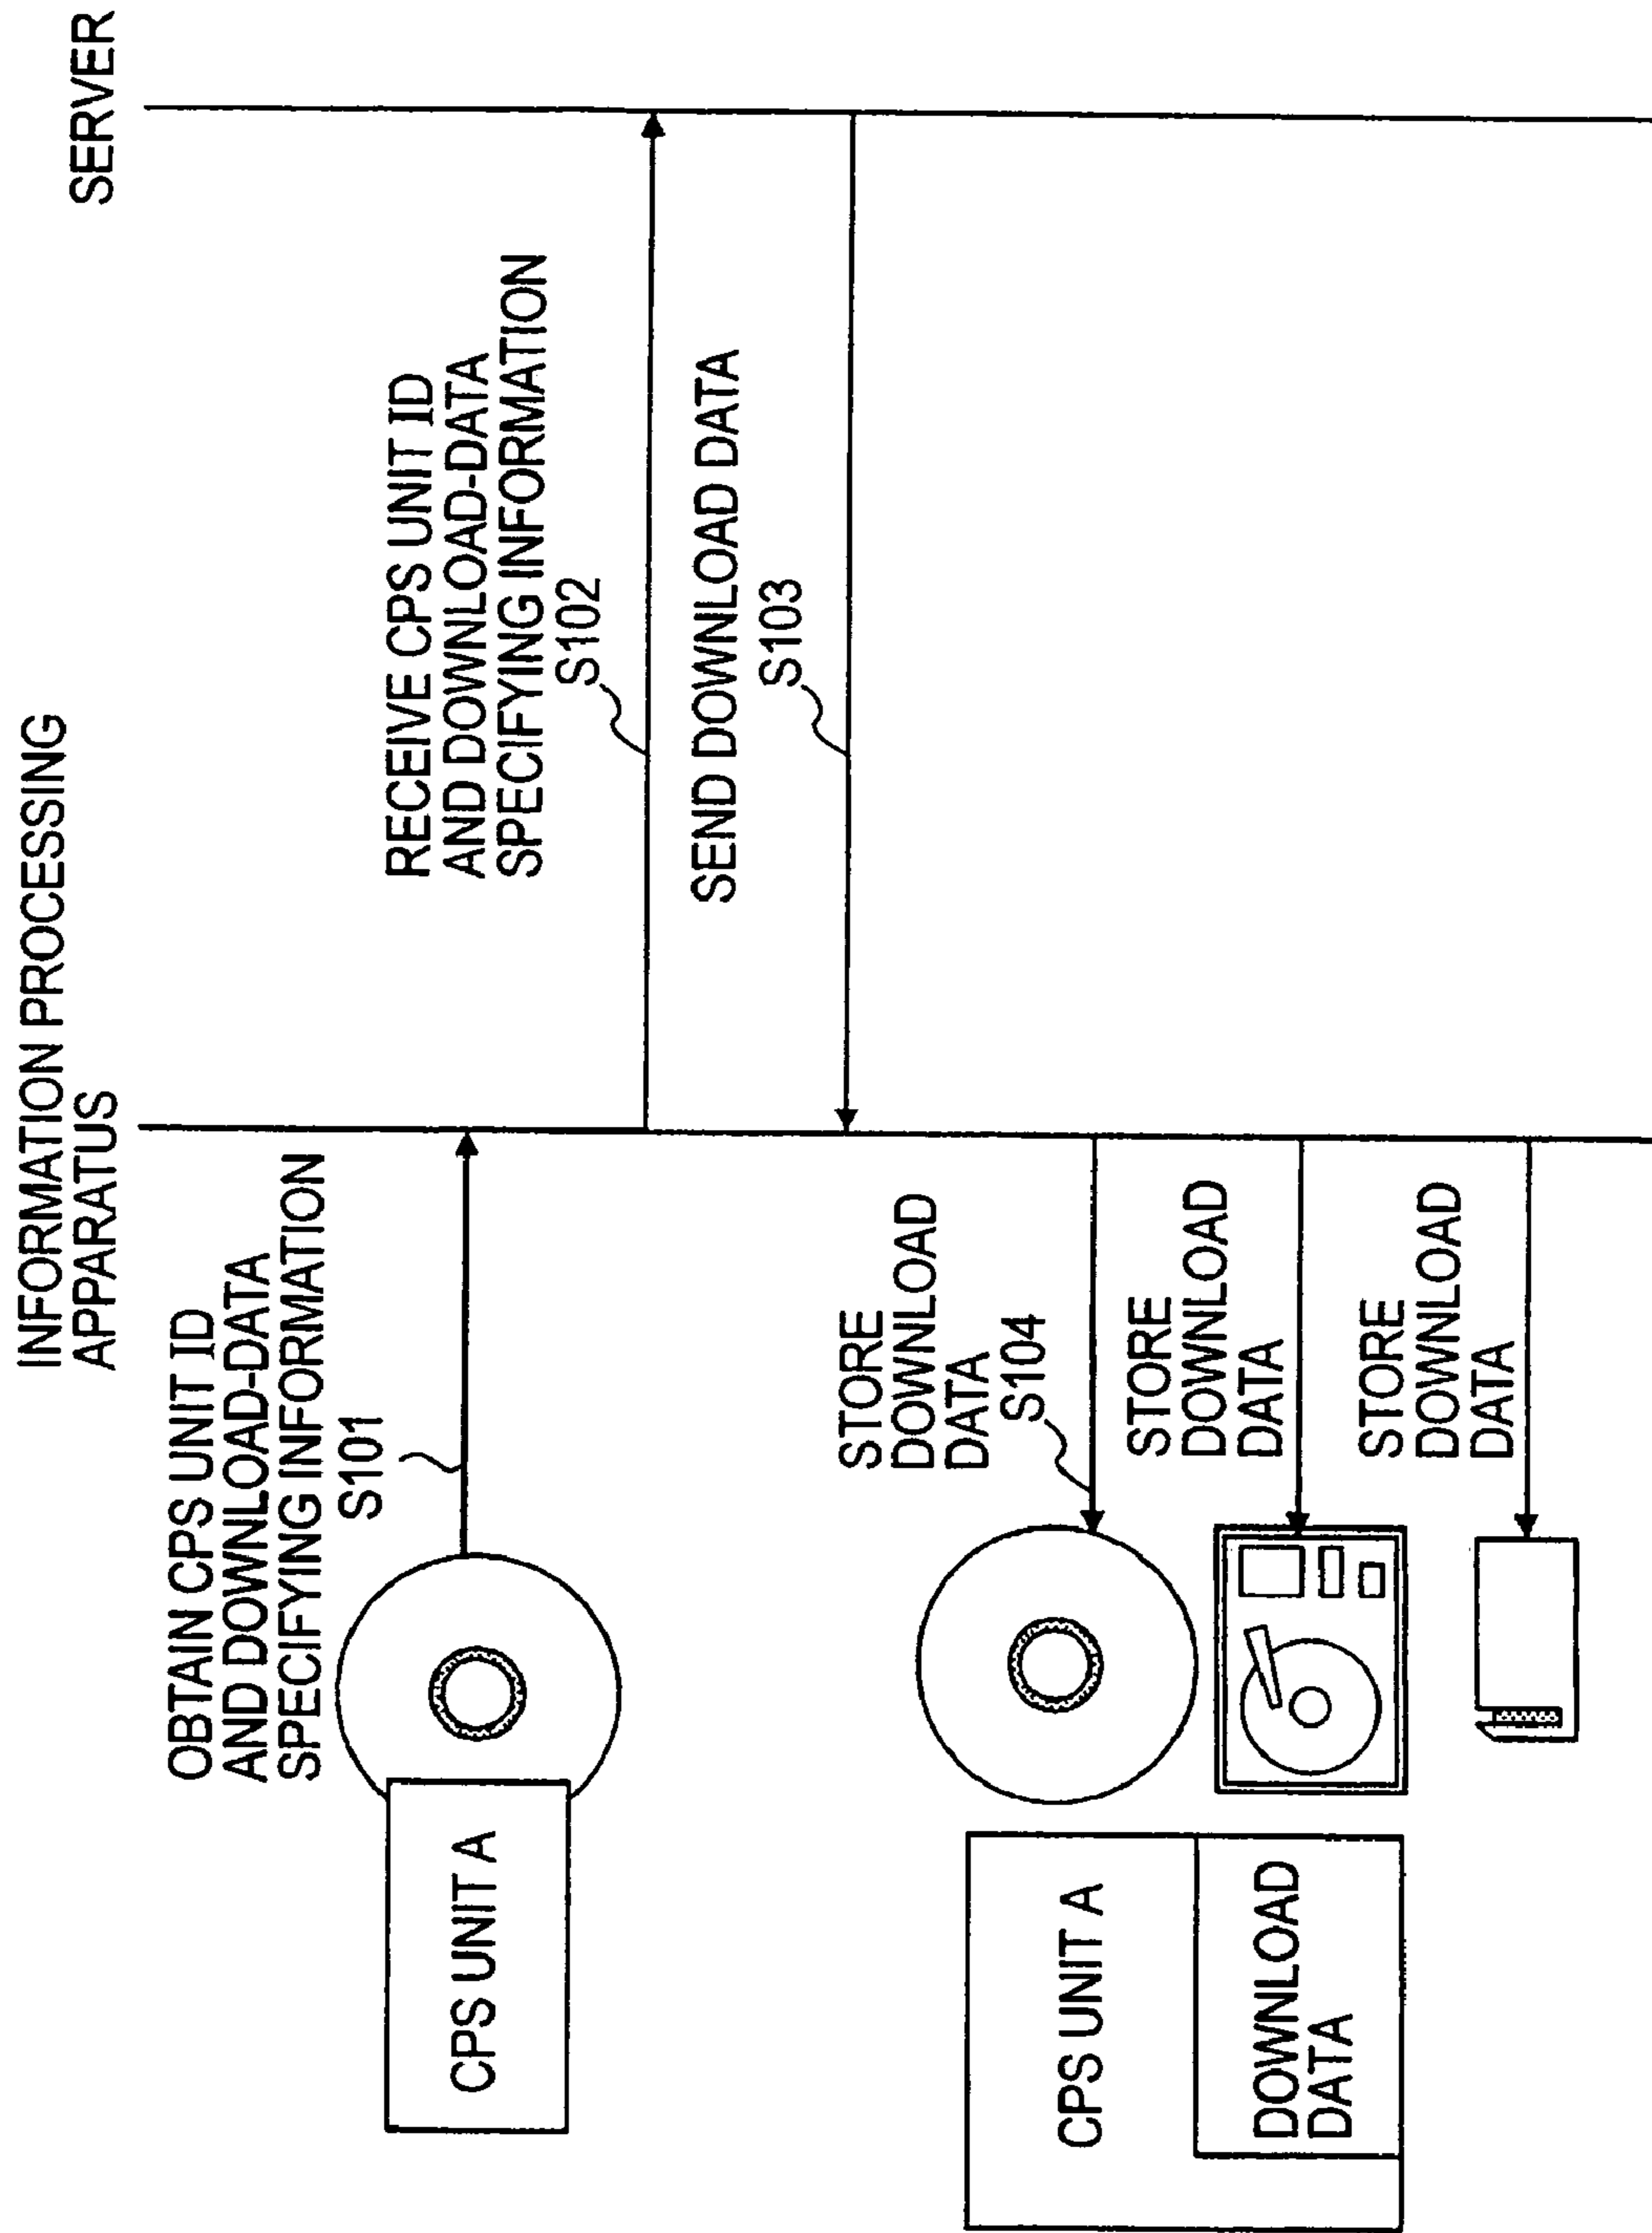 INFORMATION PROCESSING
APPARATUS
SERVER
OBTAIN CPS UNIT ID
AND DOWNLOAD-DATA
SPECIFYING INFORMATION
S101
CPS UNIT A
RECEIVE CPS UNIT ID
AND DOWNLOAD-DATA
SPECIFYING INFORMATION
S102
SEND DOWNLOAD DATA
S103
STORE
DOWNLOAD
DATA
S104
STORE
DOWNLOAD
DATA
STORE
DOWNLOAD
DATA
CPS UNIT A
DOWNLOAD
DATA